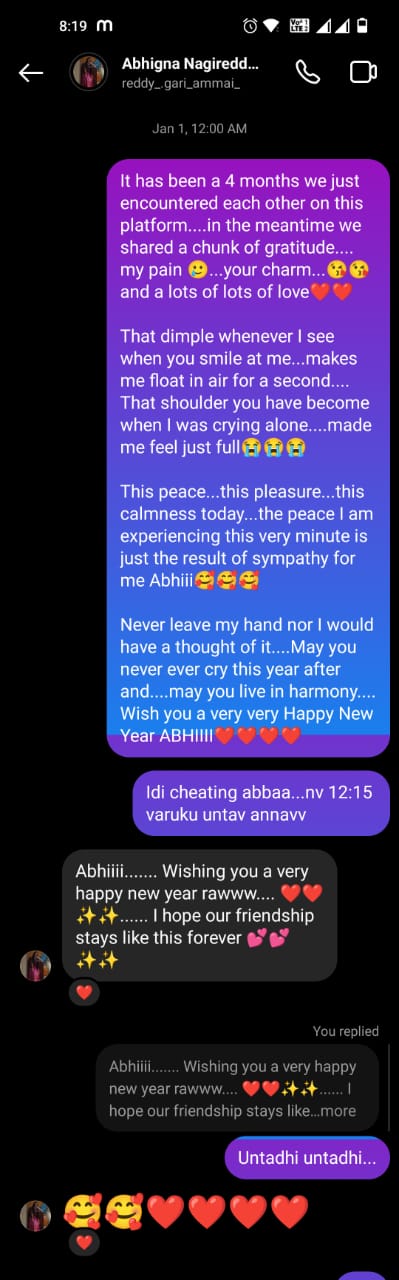 8:19 m
Vo 1
LTE 2
Abhigna Nagiredd...
reddy_.gari_ammai_
Jan 1, 12:00 AM
It has been a 4 months we just
encountered each other on this
platform....in the meantime we
shared a chunk of gratitude....
my pain 🥲...your charm...😘😘
and a lots of lots of love❤️❤️
That dimple whenever I see
when you smile at me...makes
me float in air for a second....
That shoulder you have become
when I was crying alone....made
me feel just full😭😭😭
This peace...this pleasure...this
calmness today...the peace I am
experiencing this very minute is
just the result of sympathy for
me Abhiii🥰🥰🥰
Never leave my hand nor I would
have a thought of it....May you
never ever cry this year after
and....may you live in harmony....
Wish you a very very Happy New
Year ABHIIII❤️❤️❤️❤️
Idi cheating abbaa...nv 12:15
varuku untav annavv
Abhiiii....... Wishing you a very
happy new year rawww.... ❤️❤️
✨✨...... I hope our friendship
stays like this forever 💕💕
✨✨
❤️
You replied
Abhiiii....... Wishing you a very happy
new year rawww.... ❤️❤️✨✨...... I
hope our friendship stays like...more
Untadhi untadhi...
🥰🥰❤️❤️❤️❤️
❤️